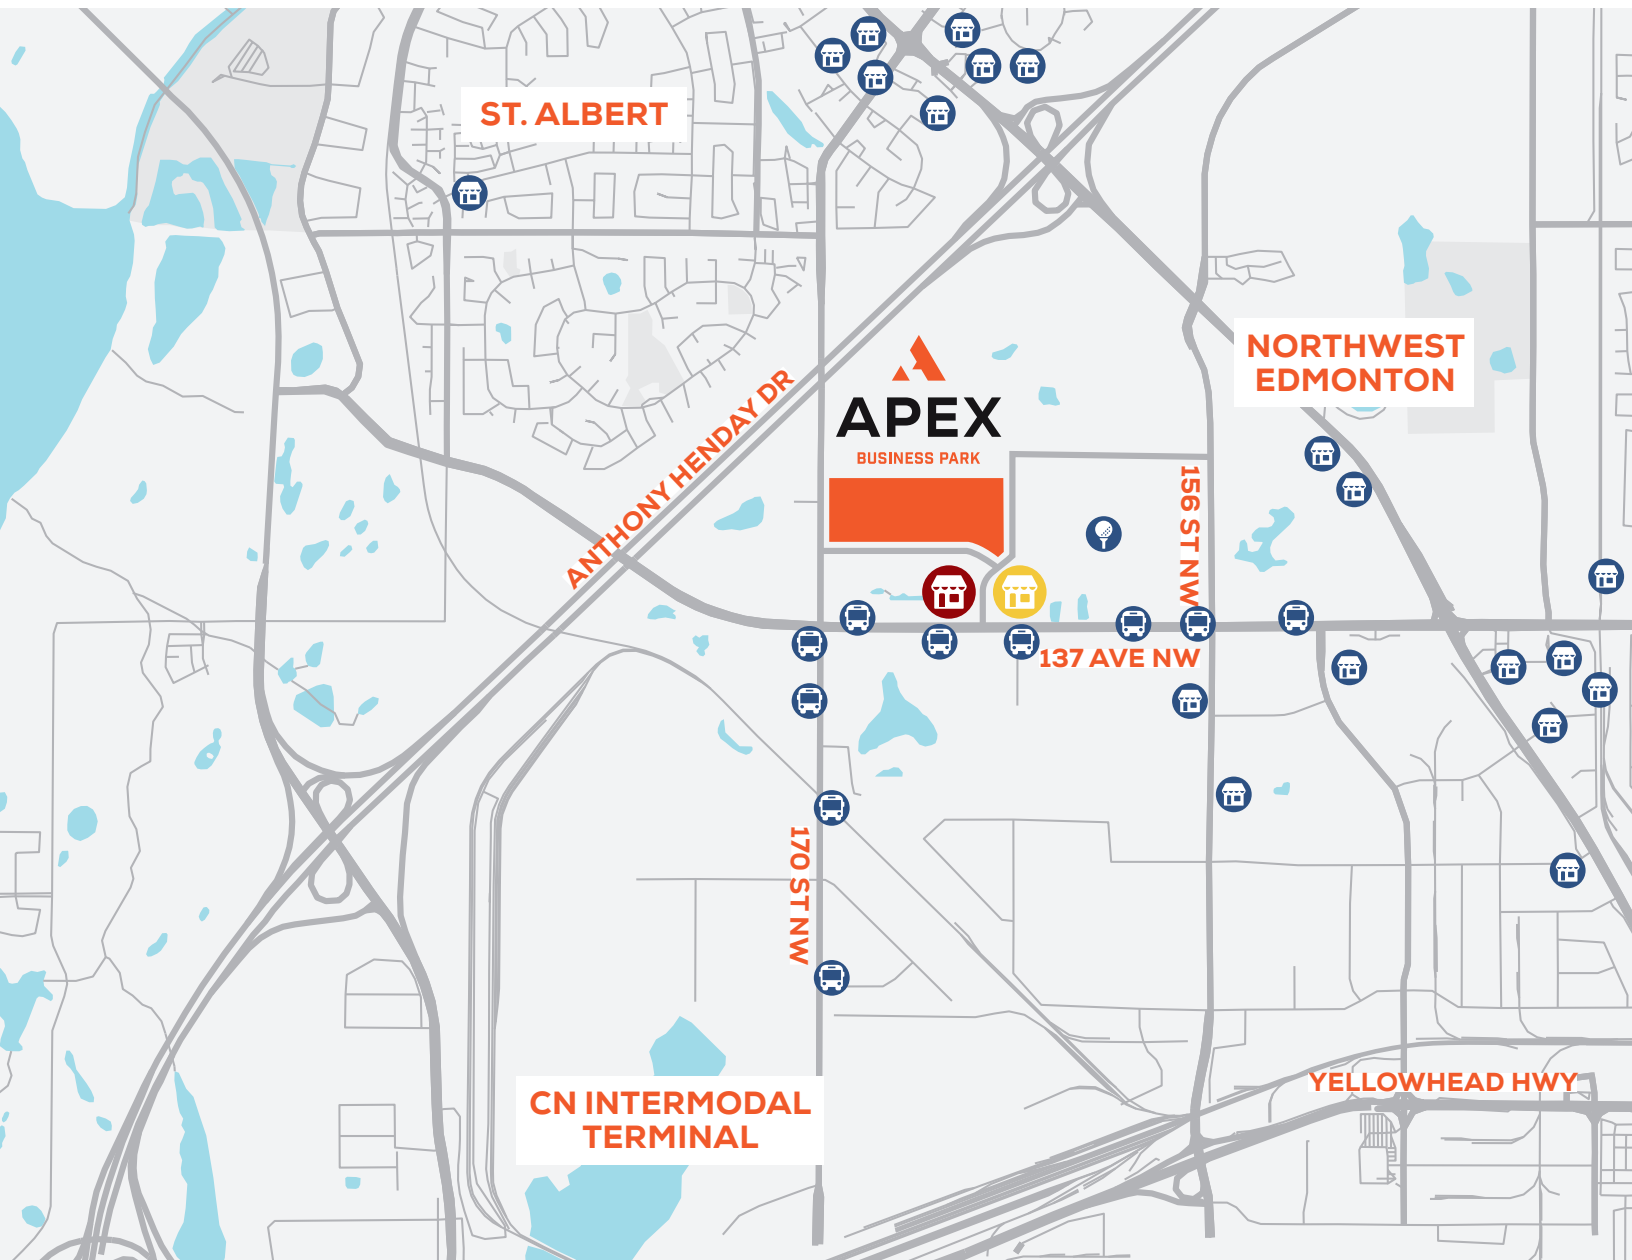 ST. ALBERT
NORTHWEST
EDMONTON
APEX
BUSINESS PARK
ANTHONY HENDAY DR
156 ST NW
137 AVE NW
170 ST NW
YELLOWHEAD HWY
CN INTERMODAL
TERMINAL